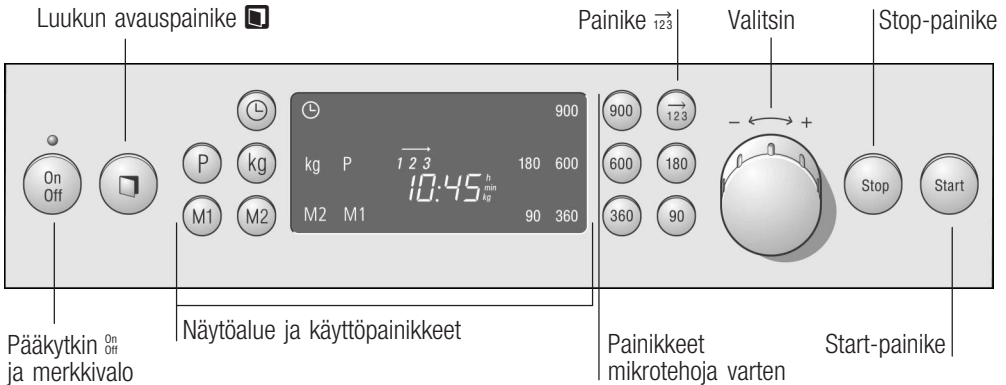 Luukun avauspainike
Painike 123
Valitsin
Stop-painike
900
900
123
− +
kg P 123 180 600
10:45 h
min
kg
M2 M1 90 360
P kg
M1 M2
600 180
360 90
On
Off
Stop
Start
Pääkytkin On
Off
ja merkkivalo
Näytöalue ja käyttöpainikkeet
Painikkeet
mikrotehoja varten
Start-painike